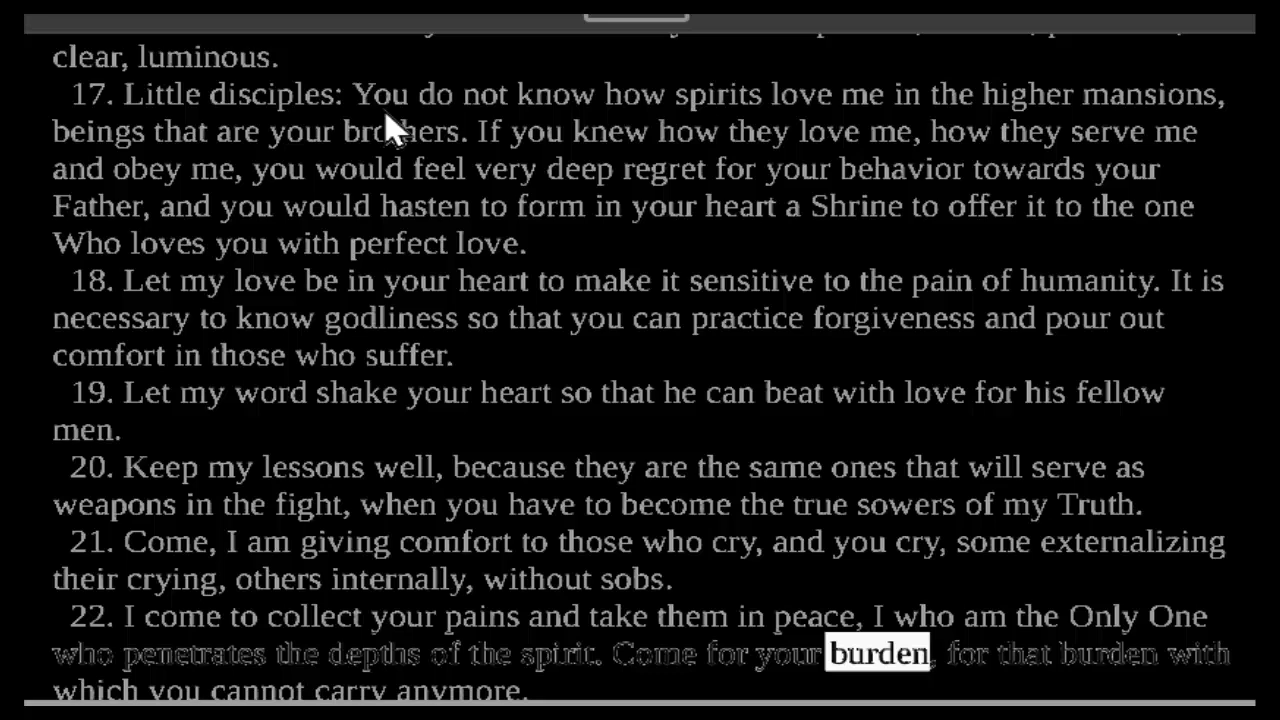 clear, luminous.
17. Little disciples: You do not know how spirits love me in the higher mansions,
beings that are your brothers. If you knew how they love me, how they serve me
and obey me, you would feel very deep regret for your behavior towards your
Father, and you would hasten to form in your heart a Shrine to offer it to the one
Who loves you with perfect love.
18. Let my love be in your heart to make it sensitive to the pain of humanity. It is
necessary to know godliness so that you can practice forgiveness and pour out
comfort in those who suffer.
19. Let my word shake your heart so that he can beat with love for his fellow
men.
20. Keep my lessons well, because they are the same ones that will serve as
weapons in the fight, when you have to become the true sowers of my Truth.
21. Come, I am giving comfort to those who cry, and you cry, some externalizing
their crying, others internally, without sobs.
22. I come to collect your pains and take them in peace, I who am the Only One
who penetrates the depths of the spirit. Come for your burden, for that burden with
which you cannot carry anymore.